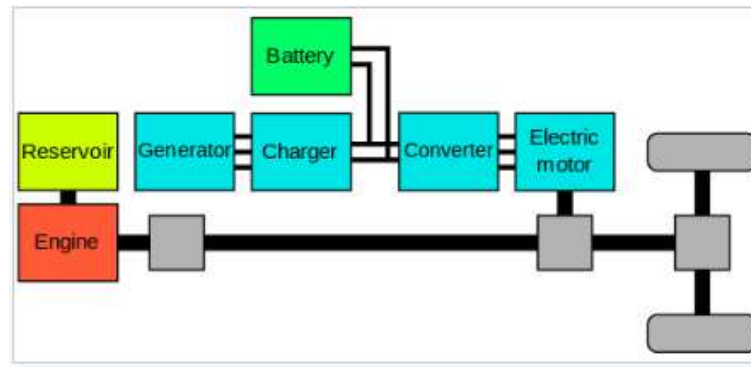 Battery
Reservoir
Generator
Charger
Converter
Electric
motor
Engine